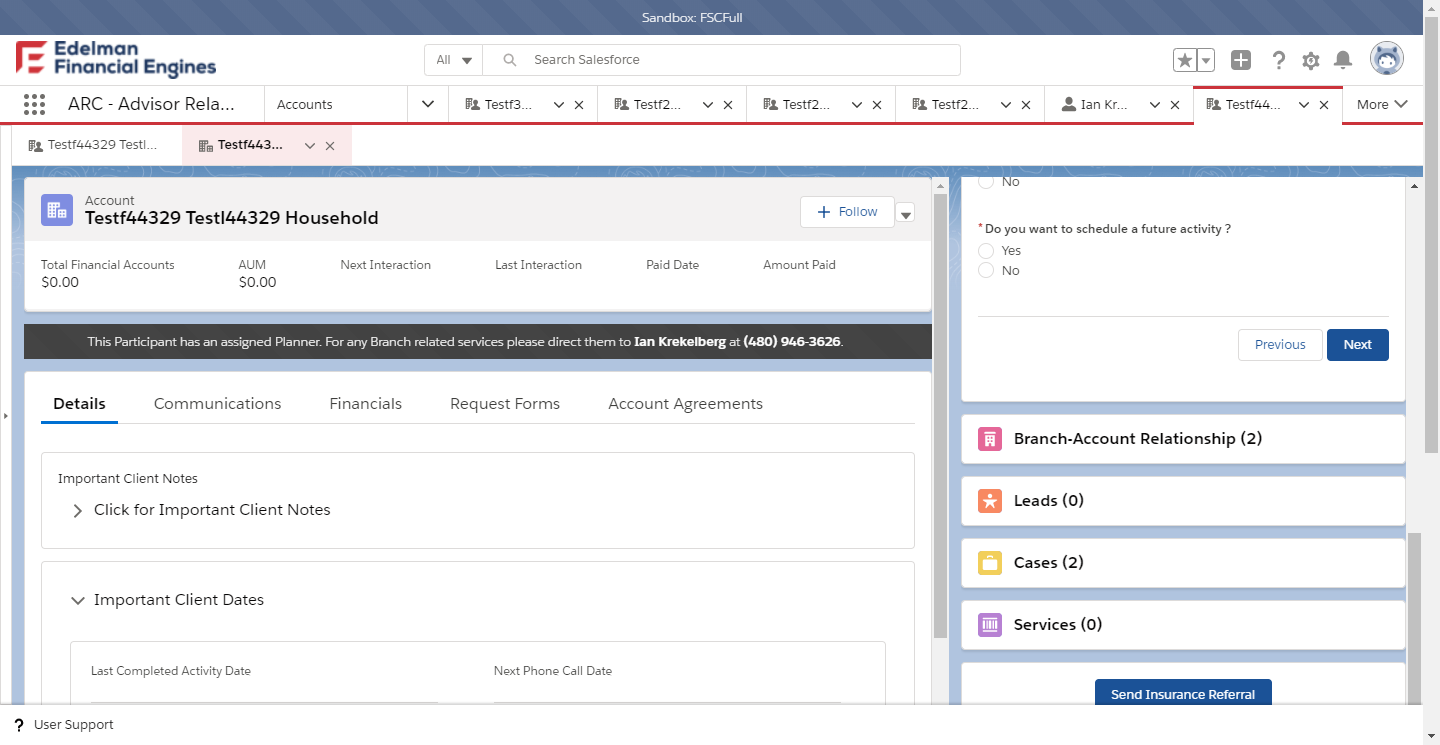 Sandbox: FSCFull
Edelman
Financial Engines
All
Search Salesforce
ARC - Advisor Rela...
Accounts
Testf3...
Testf2...
Testf2...
Testf2...
Ian Kr...
Testf44...
More
Testf44329 Testl...
Testf443...
Account
Testf44329 Testl44329 Household
Follow
Total Financial Accounts
AUM
Next Interaction
Last Interaction
Paid Date
Amount Paid
$0.00
$0.00
This Participant has an assigned Planner. For any Branch related services please direct them to Ian Krekelberg at (480) 946-3626.
Details
Communications
Financials
Request Forms
Account Agreements
Important Client Notes
Click for Important Client Notes
Important Client Dates
Last Completed Activity Date
Next Phone Call Date
No
*Do you want to schedule a future activity ?
Yes
No
Previous
Next
Branch-Account Relationship (2)
Leads (0)
Cases (2)
Services (0)
Send Insurance Referral
? User Support